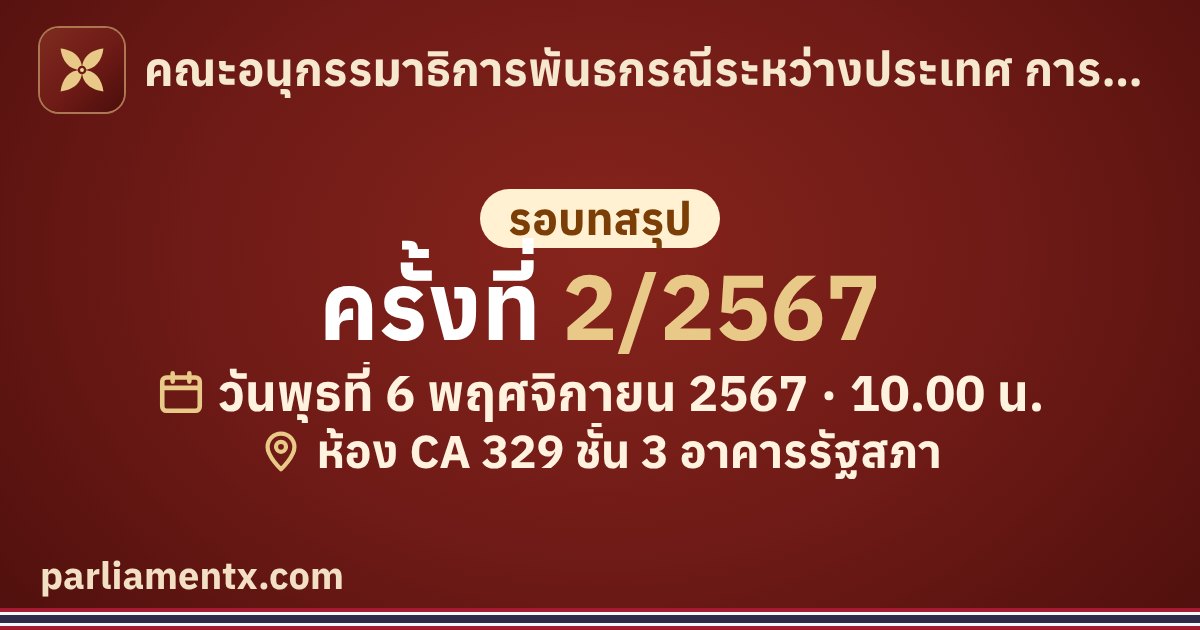 คณะอนุกรรมาธิการพันธกรณีระหว่างประเทศ การ...
รอบทสรุป
ครั้งที่ 2/2567
วันพุธที่ 6 พฤศจิกายน 2567 · 10.00 น.
ห้อง CA 329 ชั้น 3 อาคารรัฐสภา
parliamentx.com